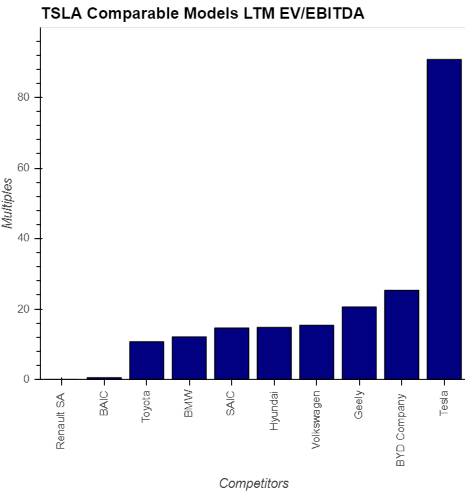 TSLA Comparable Models LTM EV/EBITDA
Multiples
80
60
40
20
0
Renault SA
BAIC
Toyota
BMW
SAIC
Hyundai
Volkswagen
Geely
BYD Company
Tesla
Competitors